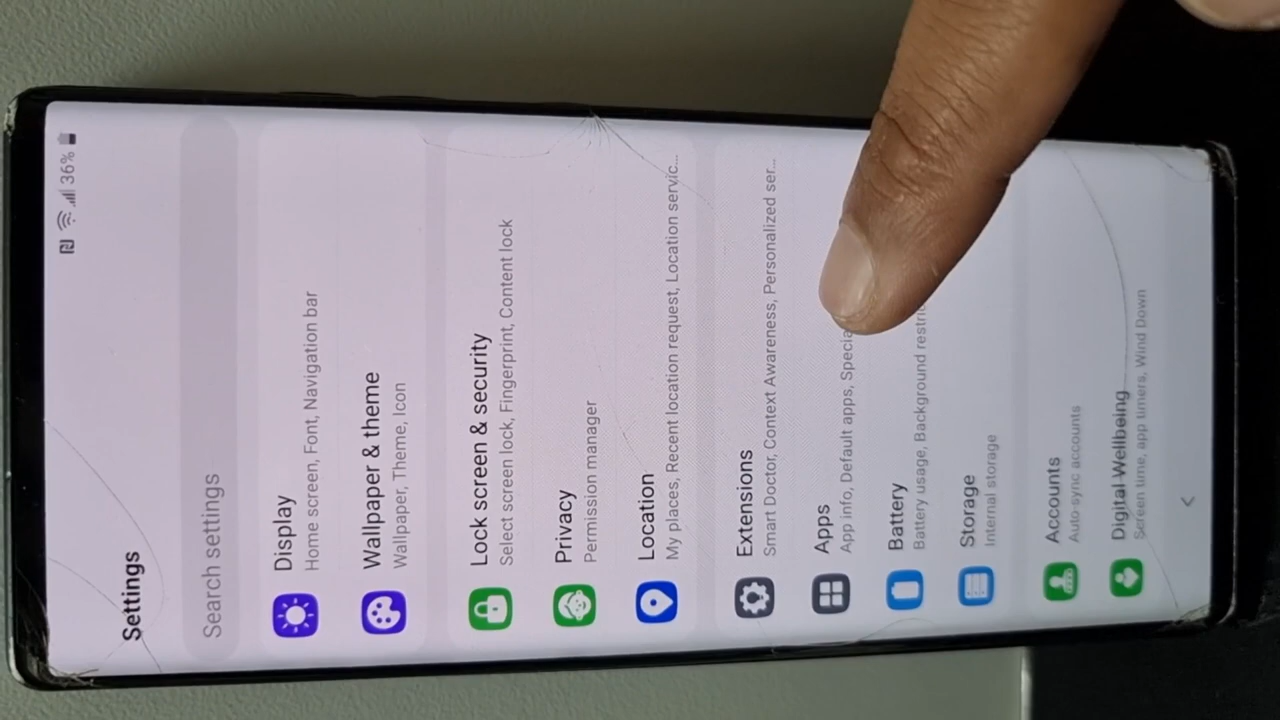 36%
Settings
Search settings
Display
Home screen, Font, Navigation bar
Wallpaper & theme
Wallpaper, Theme, Icon
Lock screen & security
Select screen lock, Fingerprint, Content lock
Privacy
Permission manager
Location
My places, Recent location request, Location servic...
Extensions
Smart Doctor, Context Awareness, Personalized ser...
Apps
App info, Default apps,
Battery
Battery usage, Background
Storage
Internal storage
Accounts
Auto-sync accounts
Digital Wellbeing
Screen time, app timers, Wind Down